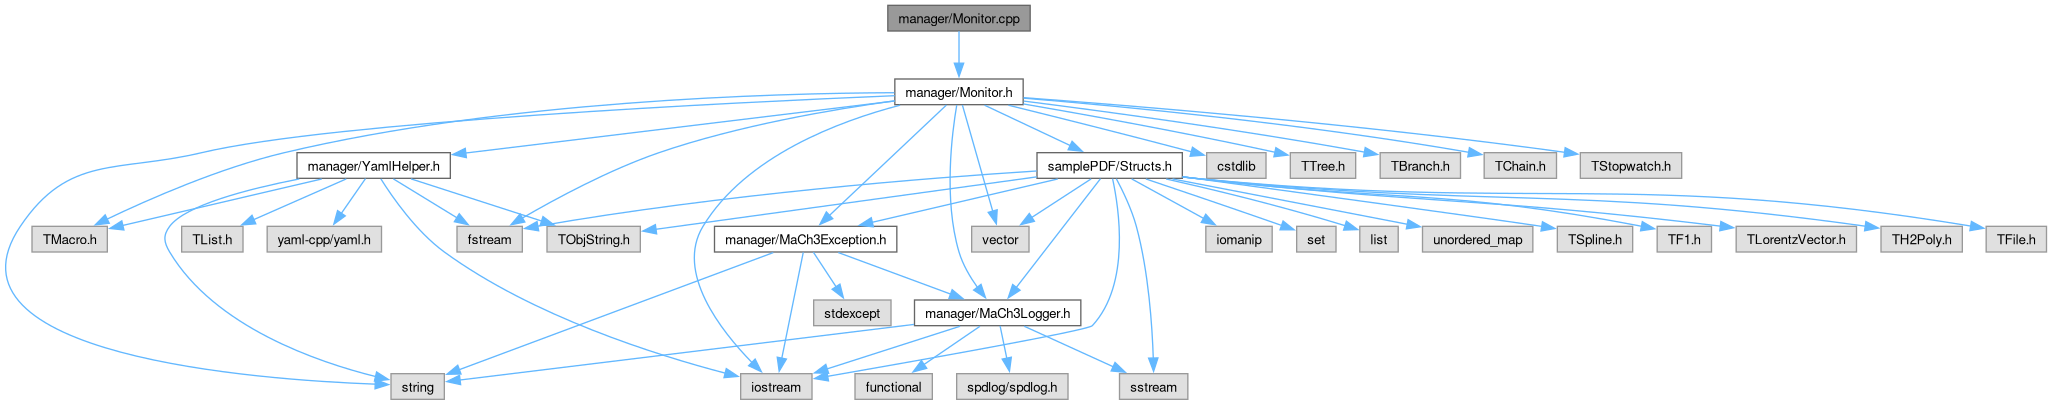 manager/Monitor.cpp
manager/Monitor.h
manager/YamlHelper.h
samplePDF/Structs.h
cstdlib
TTree.h
TBranch.h
TChain.h
TStopwatch.h
TMacro.h
TList.h
yaml-cpp/yaml.h
fstream
TObjString.h
manager/MaCh3Exception.h
vector
iomanip
set
list
unordered_map
TSpline.h
TF1.h
TLorentzVector.h
TH2Poly.h
TFile.h
stdexcept
manager/MaCh3Logger.h
string
iostream
functional
spdlog/spdlog.h
sstream